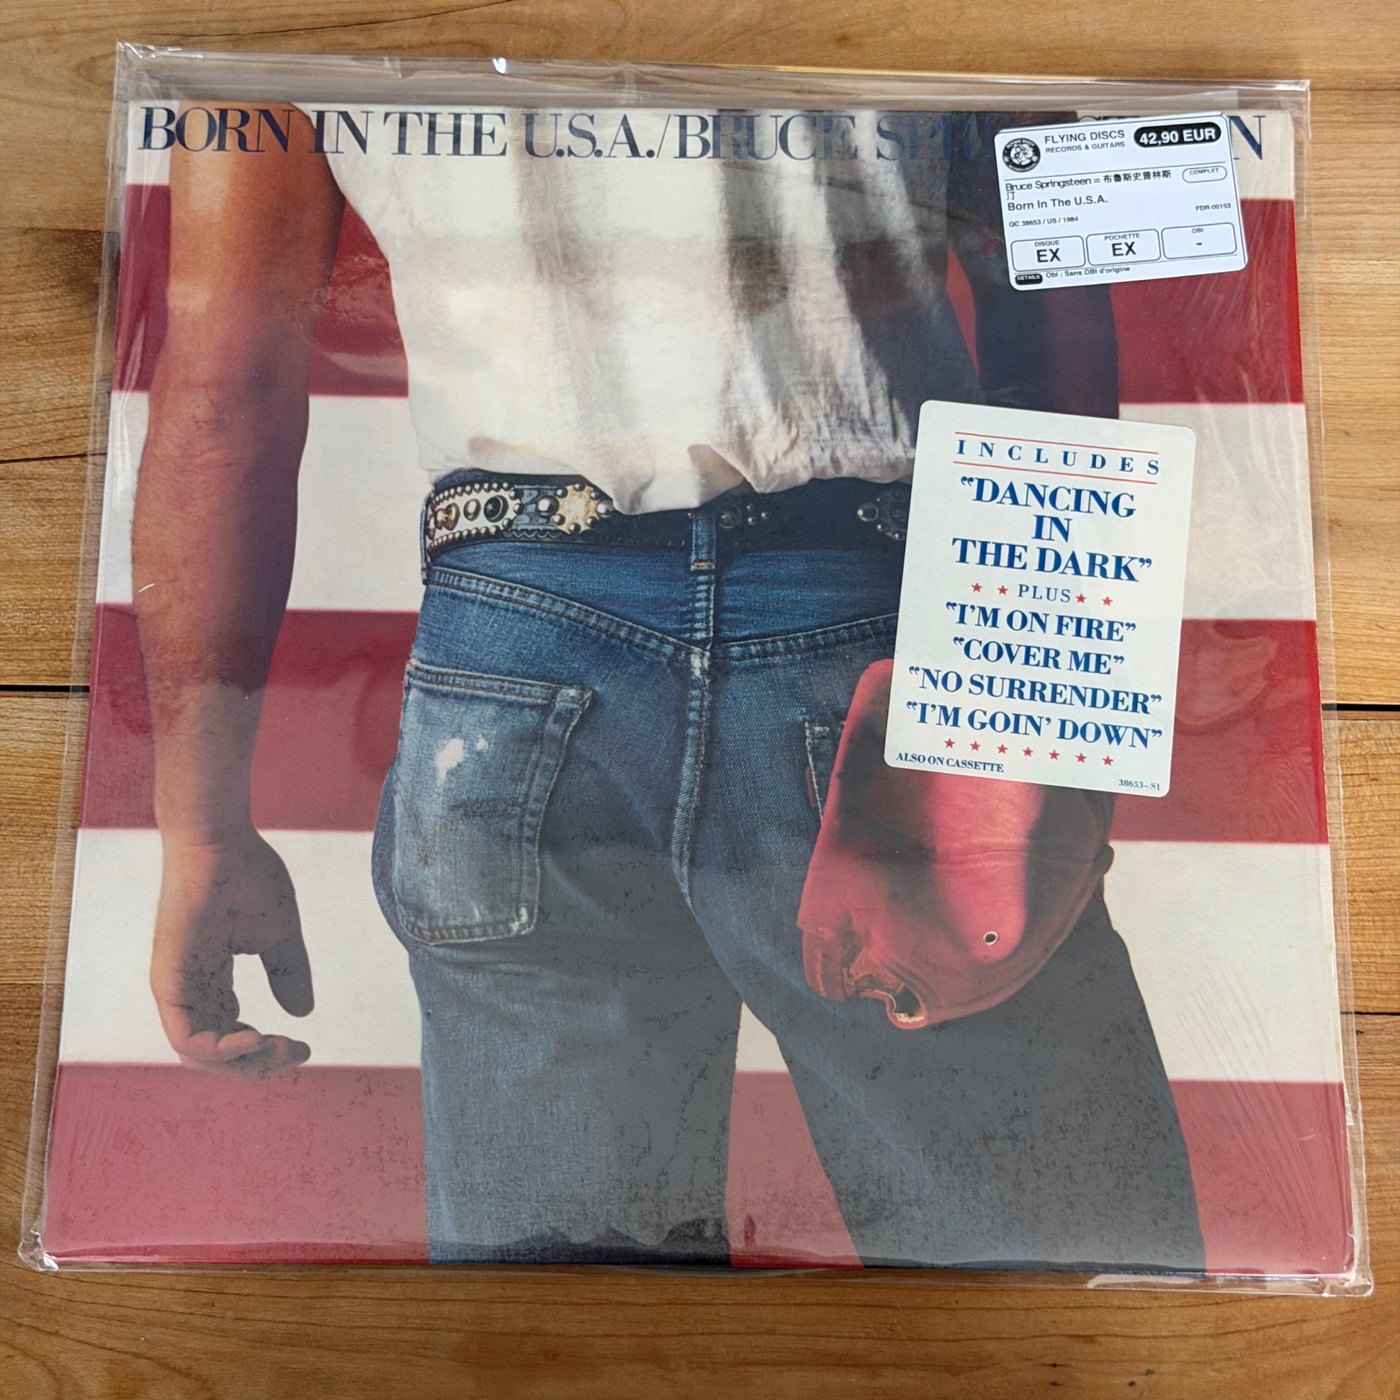 BORN IN THE U.S.A./BRUCE SP N
FLYING DISCS
RECORDS & GUITARS
42,90 EUR
Bruce Springsteen = 布魯斯史普林斯
汀
COMPLET
Born In The U.S.A.
QC 38653 / US / 1984
FDR-00153
DISQUE
EX
POCHETTE
EX
OBI
-
DETAILS
Obi : Sans OBI d'origine
INCLUDES
"DANCING
IN
THE DARK"
★ ★ PLUS ★ ★
"I'M ON FIRE"
"COVER ME"
"NO SURRENDER"
"I'M GOIN' DOWN"
★ ★ ★ ★ ★ ★ ★
ALSO ON CASSETTE
38653-S1